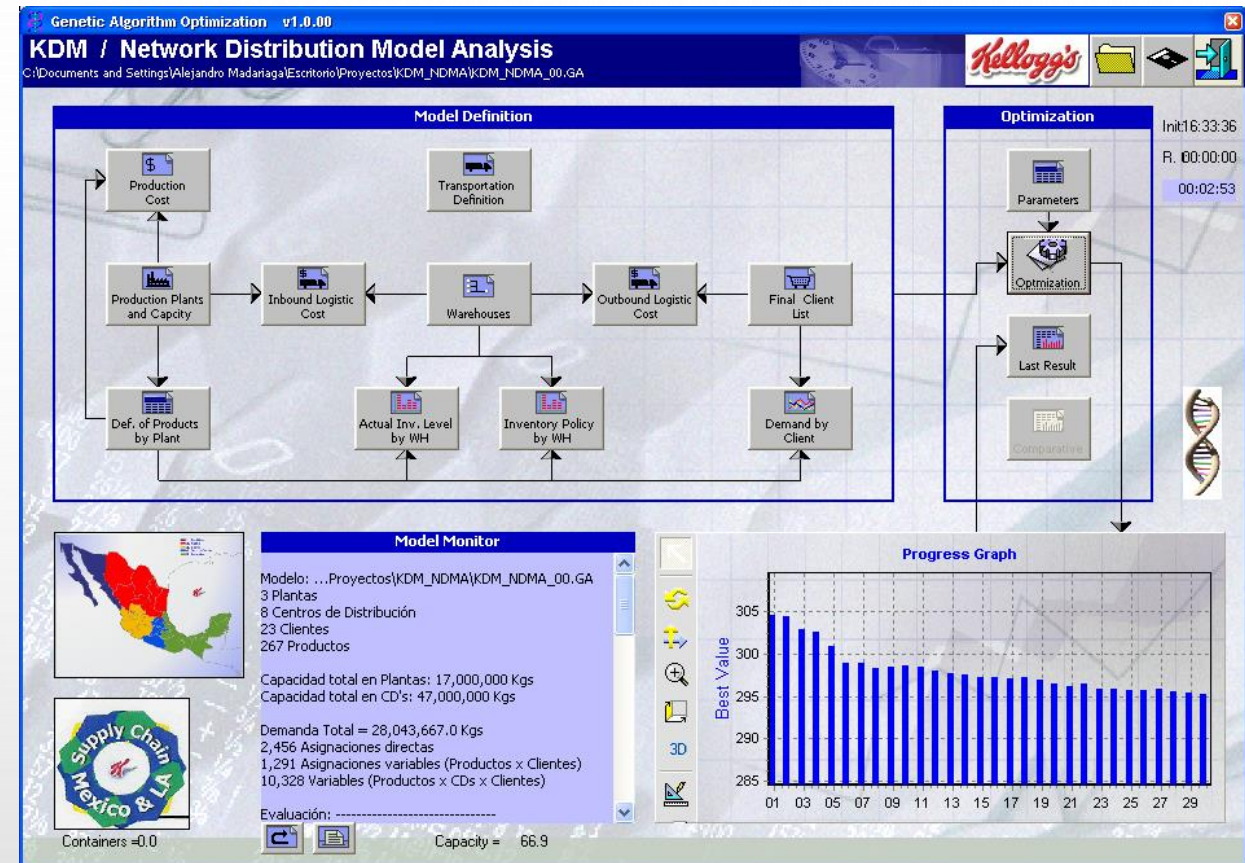 Genetic Algorithm Optimization v1.0.00
KDM / Network Distribution Model Analysis
C:\Documents and Settings\Alejandro Madariaga\Escritorio\Proyectos\KDM_NDMA\KDM_NDMA_00.GA
Kellogg's
Model Definition
Production
Cost
Transportation
Definition
Production Plants
and Capcity
Inbound Logistic
Cost
Warehouses
Outbound Logistic
Cost
Final Client
List
Def. of Products
by Plant
Actual Inv. Level
by WH
Inventory Policy
by WH
Demand by
Client
Optimization
Parameters
Optmization
Last Result
Comparative
Init:16:33:36
R. 00:00:00
00:02:53
Supply Chain
Mexico & LA
Containers =0.0
Model Monitor
Modelo: ...Proyectos\KDM_NDMA\KDM_NDMA_00.GA
3 Plantas
8 Centros de Distribución
23 Clientes
267 Productos
Capacidad total en Plantas: 17,000,000 Kgs
Capacidad total en CD's: 47,000,000 Kgs
Demanda Total = 28,043,667.0 Kgs
2,456 Asignaciones directas
1,291 Asignaciones variables (Productos x Clientes)
10,328 Variables (Productos x CDs x Clientes)
Evaluación: -------------------------------
Capacity = 66.9
3D
Progress Graph
Best Value
305
300
295
290
285
01 03 05 07 09 11 13 15 17 19 21 23 25 27 29